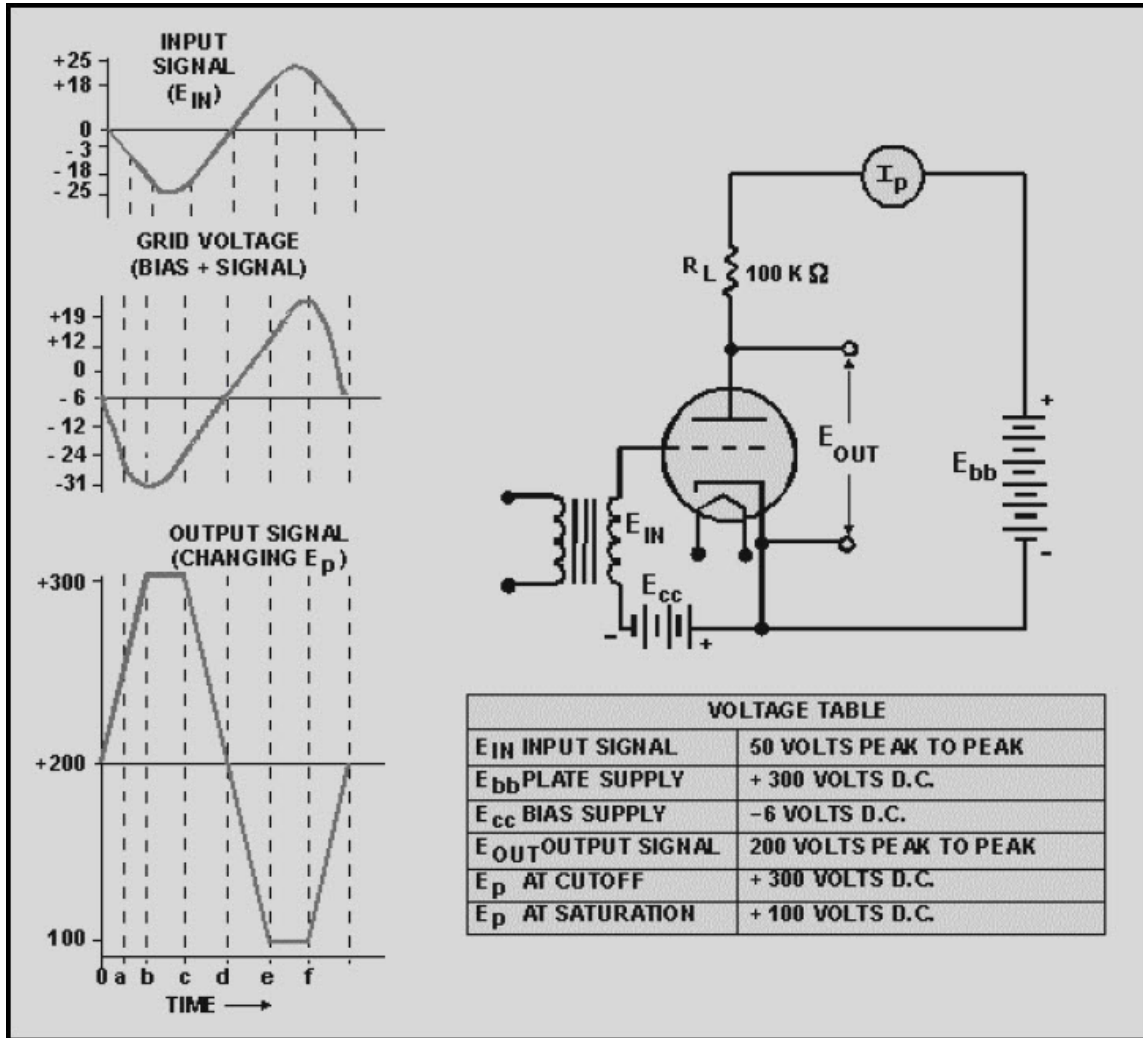 INPUT
SIGNAL
(E IN)
+25
+18
0
- 3
- 18
- 25
GRID VOLTAGE
(BIAS + SIGNAL)
+19
+12
0
- 6
- 12
- 24
-31
OUTPUT SIGNAL
(CHANGING Ep)
+300
+200
100
0 a b c d e f
TIME
Ip
RL 100 K Ω
EOUT
Ebb
+
-
EIN
Ecc
- +
VOLTAGE TABLE
EIN INPUT SIGNAL 50 VOLTS PEAK TO PEAK
Ebb PLATE SUPPLY + 300 VOLTS D.C.
Ecc BIAS SUPPLY -6 VOLTS D.C.
EOUT OUTPUT SIGNAL 200 VOLTS PEAK TO PEAK
Ep AT CUTOFF + 300 VOLTS D.C.
Ep AT SATURATION + 100 VOLTS D.C.